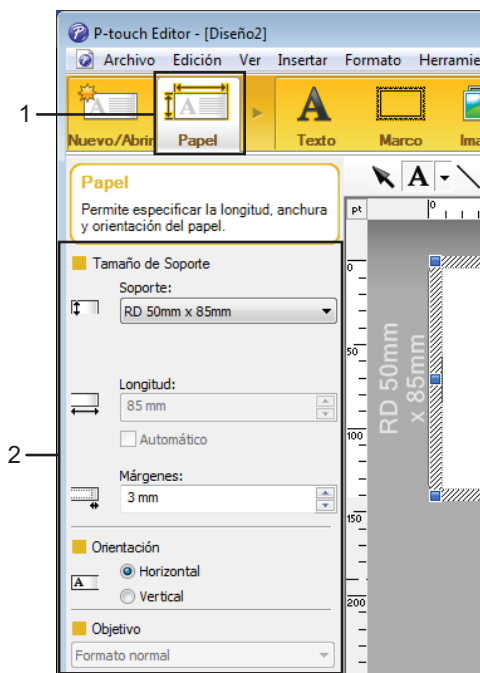 P-touch Editor - [Diseño2]
Archivo Edición Ver Insertar Formato
1
Nuevo/Abrir Papel Texto Marco
A
Papel
Permite especificar la longitud, anchura
y orientación del papel.
pt 0
Tamaño de Soporte
Soporte:
RD 50mm x 85mm
Longitud:
85 mm
Automático
Márgenes:
3 mm
Orientación
Horizontal
Vertical
Objetivo
Formato normal
2
0
50
100
150
200
RD 50mm
x 85mm